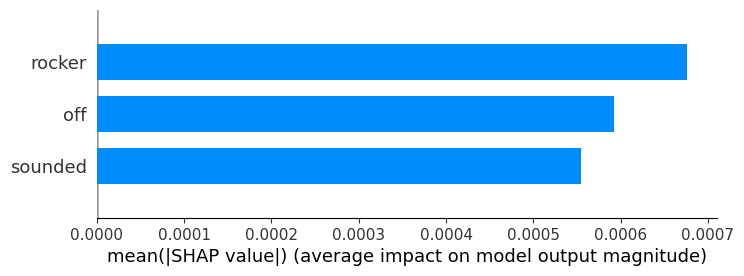 rocker
off
sounded
0.0000 0.0001 0.0002 0.0003 0.0004 0.0005 0.0006 0.0007
mean(|SHAP value|) (average impact on model output magnitude)